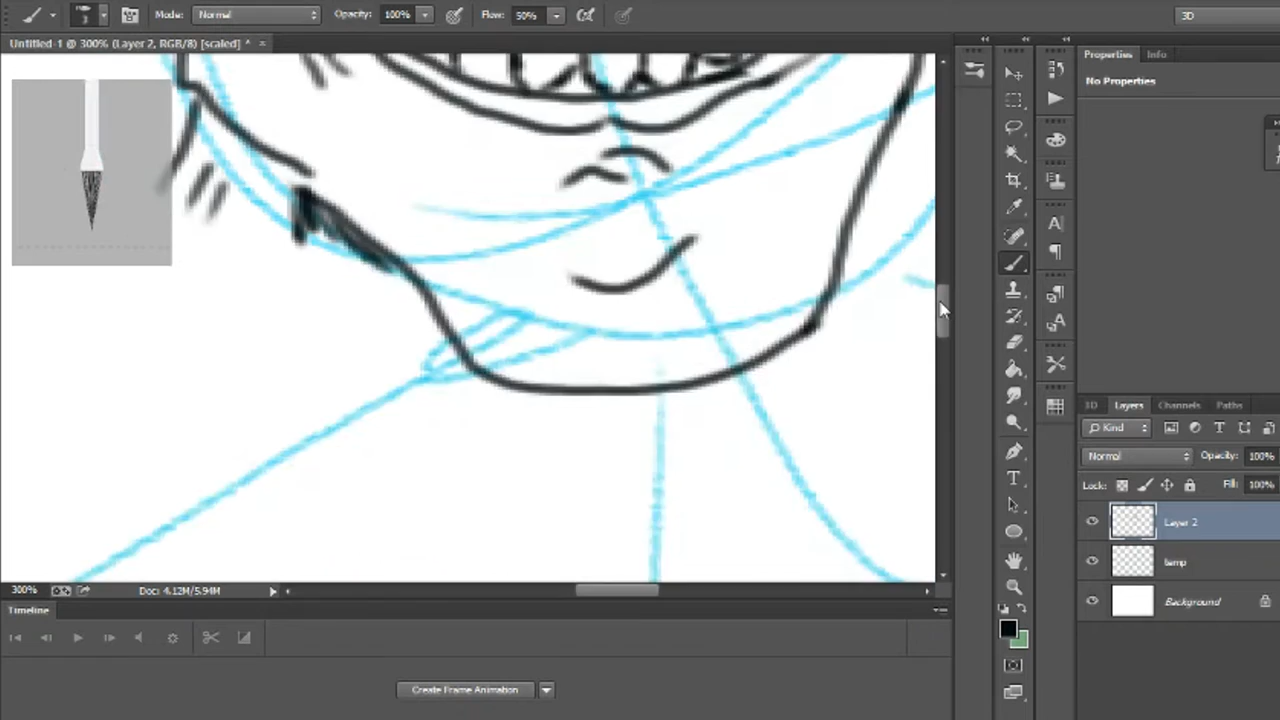 3
Mode: Normal Opacity: 100% Flow: 50% 3D
Untitled-1 @ 300% (Layer 2, RGB/8) [scaled] * ×
Properties Info
No Properties
3D Layers Channels Paths
Kind
Normal Opacity: 100%
Lock: Fill: 100%
Layer 2
temp
Background
300% Doc: 4.12M/5.94M
Timeline
Create Frame Animation